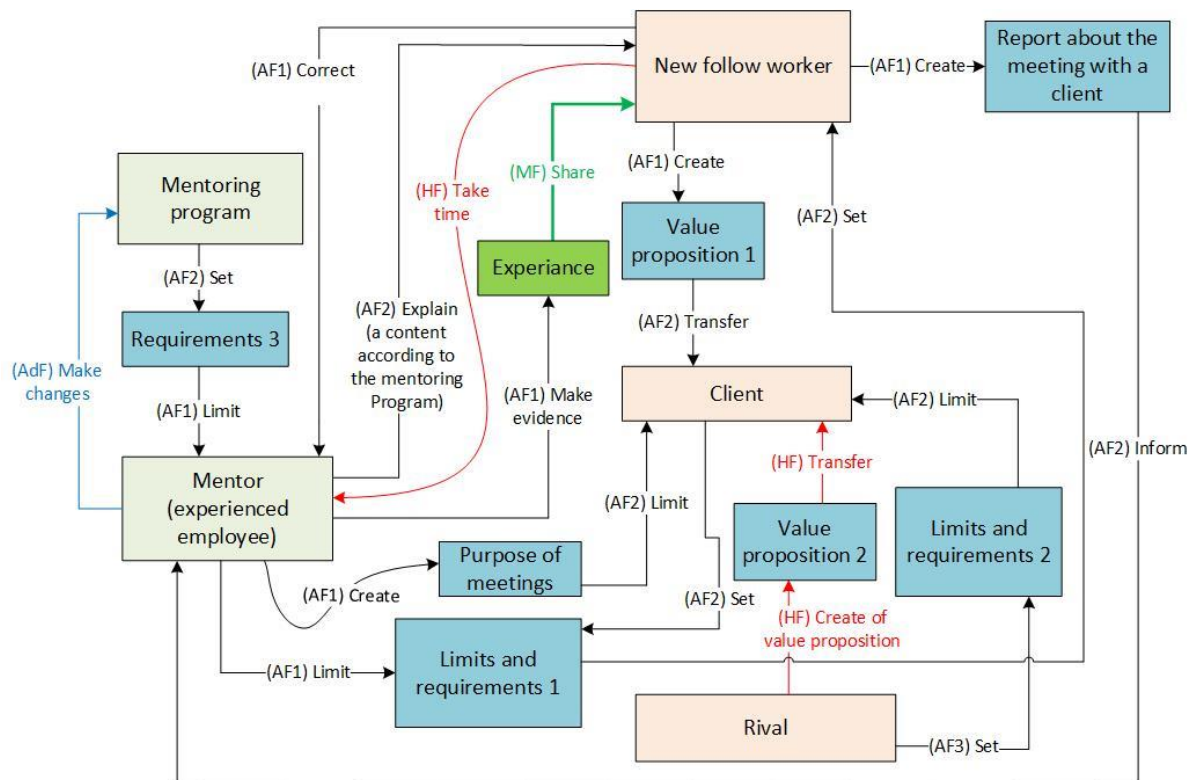 New follow worker
(AF1) Create
Report about the
meeting with a
client
(AF1) Correct
(HF) Take
time
(MF) Share
(AF1) Create
(AF2) Set
Mentoring
program
Value
proposition 1
Experiance
(AF2) Set
(AF2) Explain
(a content
according to
the mentoring
Program)
(AF2) Transfer
Requirements 3
(AdF) Make
changes
(AF1) Limit
(AF1) Make
evidence
Client
(AF2) Limit
(AF2) Inform
(HF) Transfer
Mentor
(experienced
employee)
(AF2) Limit
Value
proposition 2
Limits and
requirements 2
Purpose of
meetings
(AF1) Create
(AF2) Set
(HF) Create of
value proposition
(AF1) Limit
Limits and
requirements 1
Rival
(AF3) Set